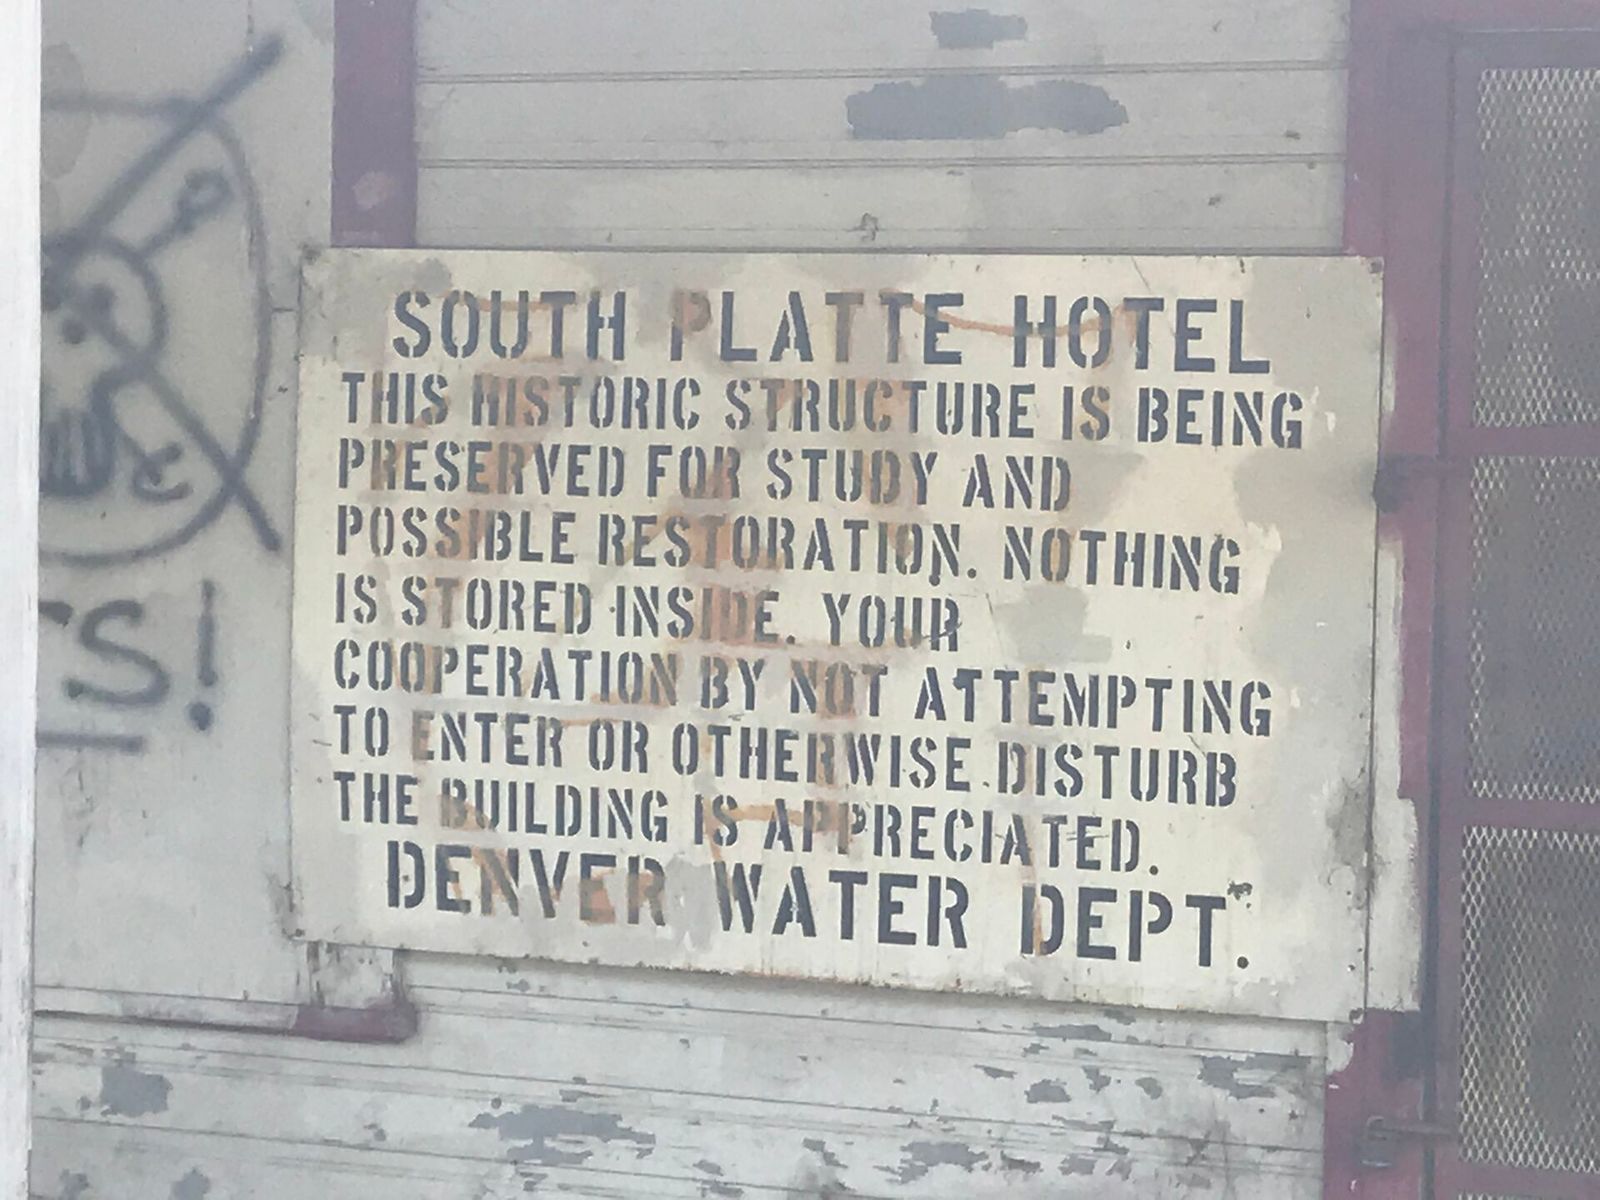 SOUTH PLATTE HOTEL
THIS HISTORIC STRUCTURE IS BEING
PRESERVED FOR STUDY AND
POSSIBLE RESTORATION. NOTHING
IS STORED INSIDE. YOUR
COOPERATION BY NOT ATTEMPTING
TO ENTER OR OTHERWISE DISTURB
THE BUILDING IS APPRECIATED.
DENVER WATER DEPT.